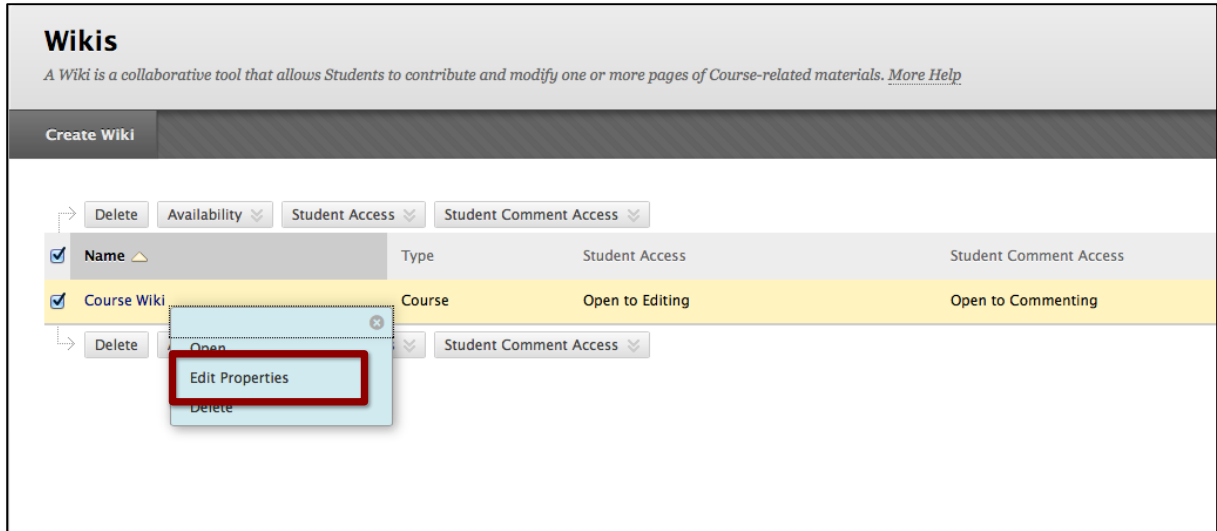 Wikis
A Wiki is a collaborative tool that allows Students to contribute and modify one or more pages of Course-related materials. More Help
Create Wiki
Delete Availability Student Access Student Comment Access
Name Type Student Access Student Comment Access
Course Wiki Course Open to Editing Open to Commenting
Delete Student Comment Access
Open
Edit Properties
Delete